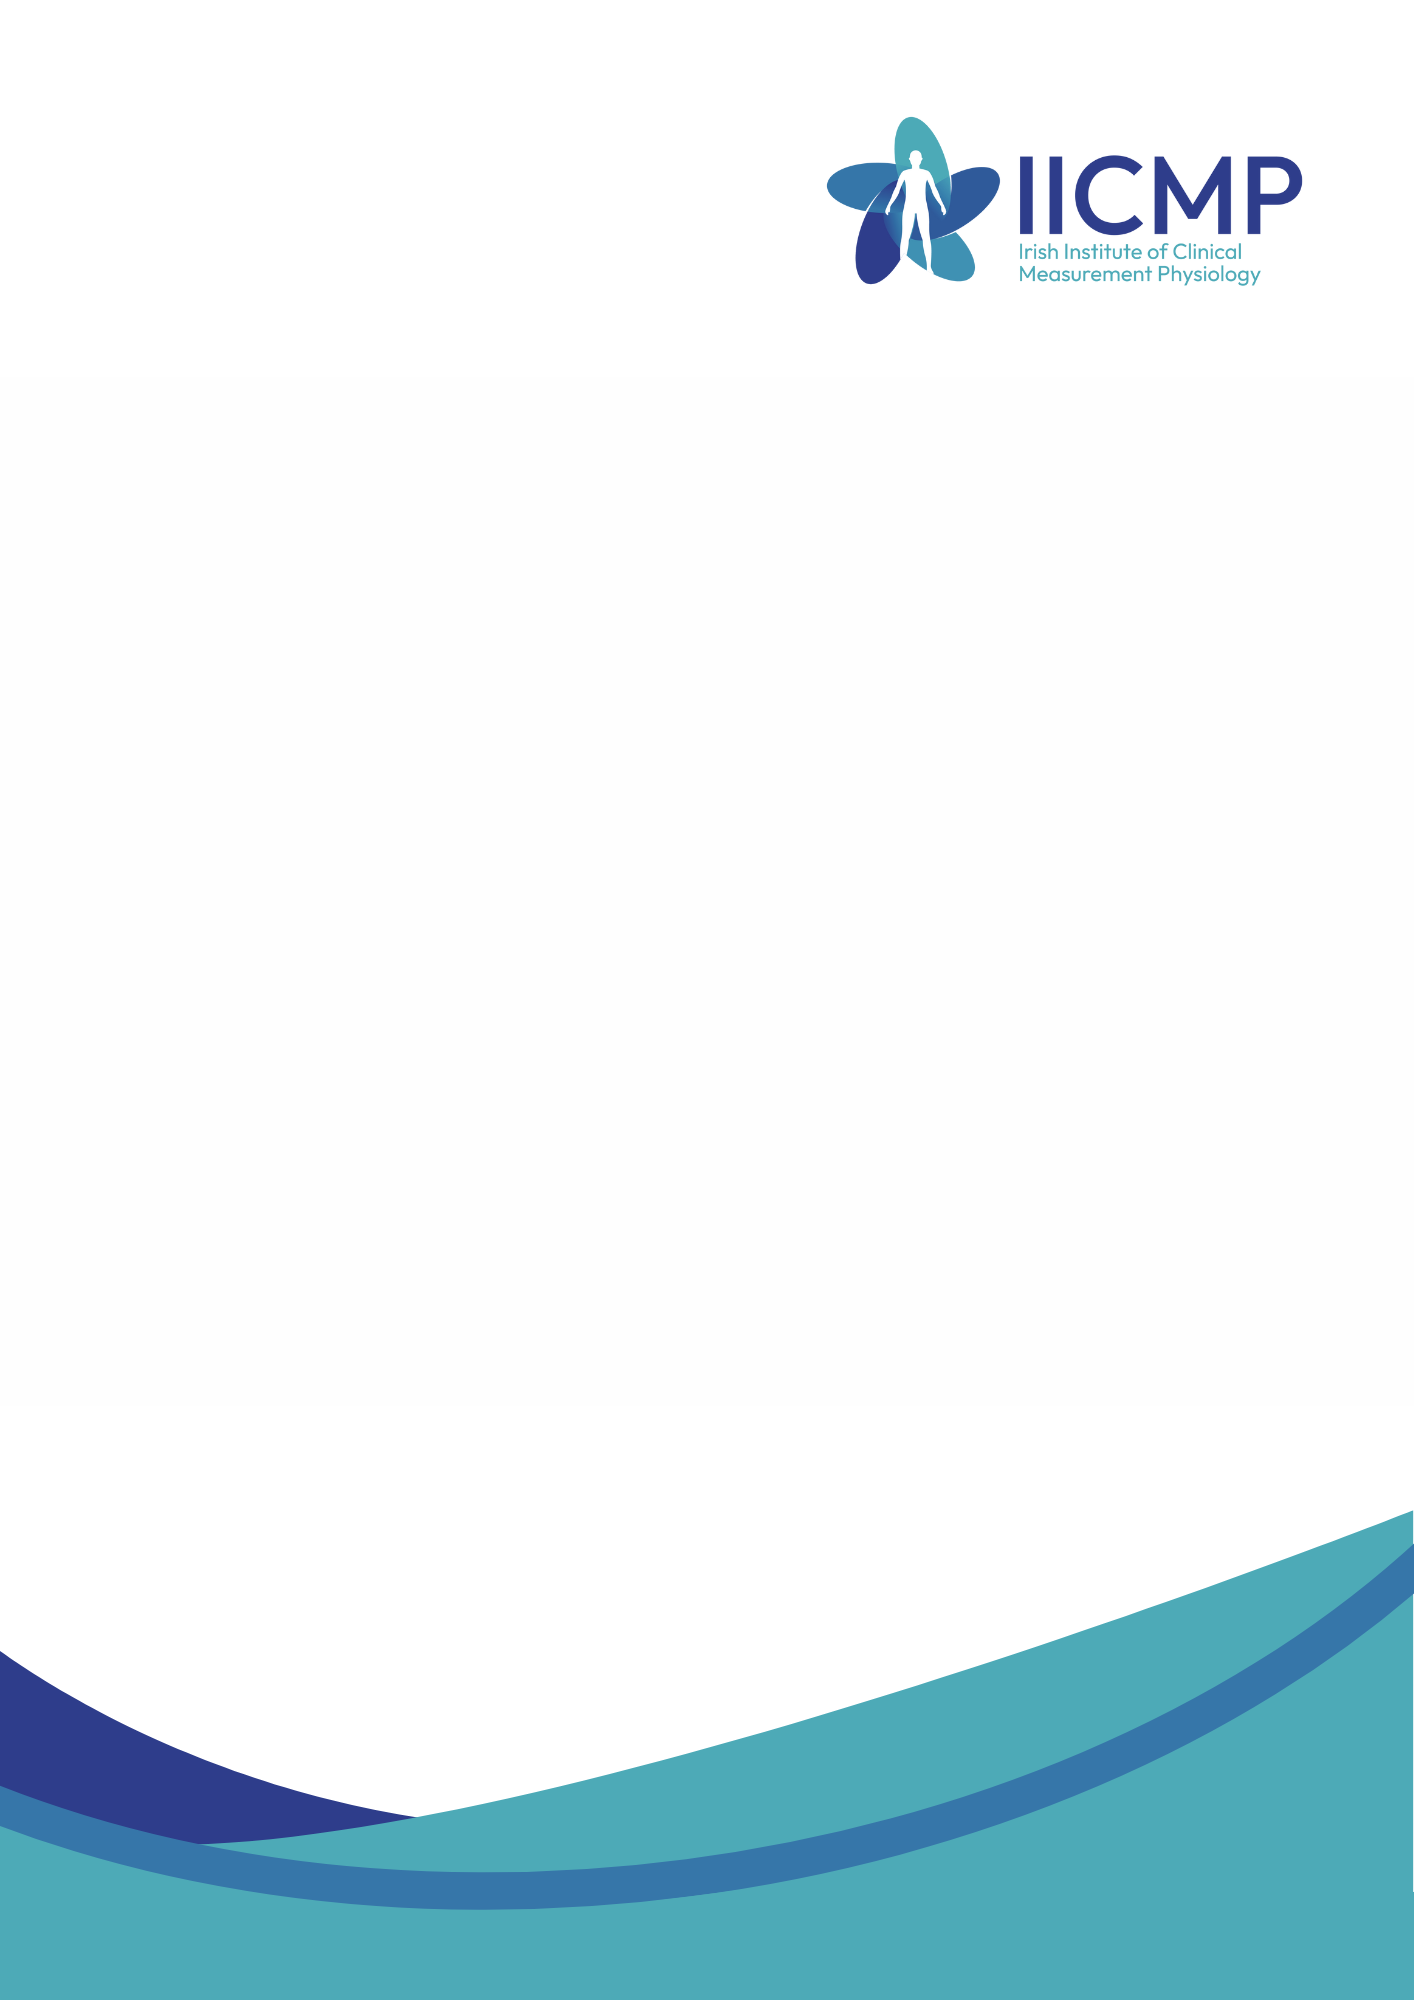 IICMP
Irish Institute of Clinical
Measurement Physiology